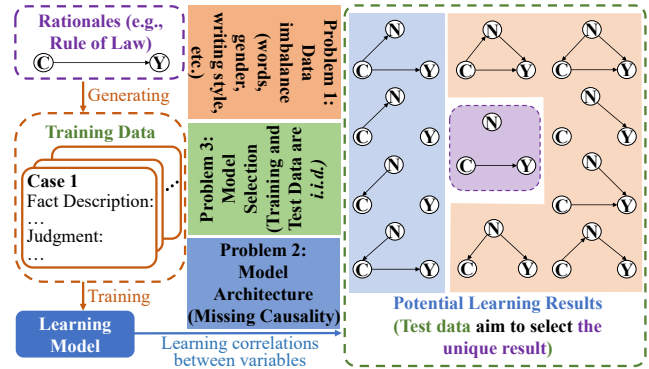 Rationales (e.g.,
Rule of Law)
C
Y
Generating
Training Data
Case 1
Fact Description:
…
Judgment:
…
...
Training
Learning
Model
Problem 1:
Data
imbalance
(words,
gender,
writing style,
etc.)
Problem 3:
Model
Selection
(Training and
Test Data are
i.i.d)
Problem 2:
Model
Architecture
(Missing Causality)
Learning correlations
between variables
N
C
Y
N
C
Y
N
C
Y
N
C
Y
N
C
Y
N
C
Y
N
C
Y
N
C
Y
N
C
Y
N
C
Y
N
C
Y
N
C
Y
Potential Learning Results
(Test data aim to select the
unique result)